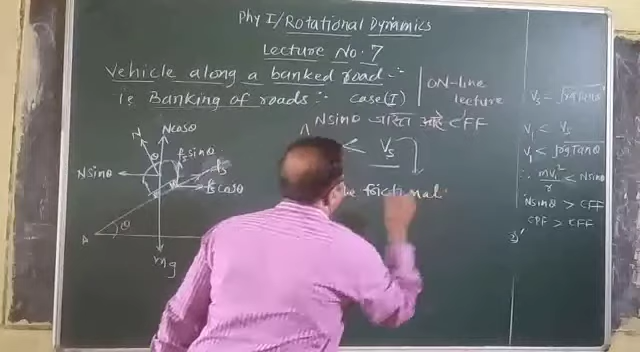 Phy I/Rotational Dynamics
Lecture No. 7
Vehicle along a banked road :-
ie Banking of roads :- case(I)
ON-line
lecture
Nsinθ जास्त आहे CFF
< Vs
frictional
N
Ncosθ
fs sinθ
fs
Nsinθ
fs cosθ
θ
A
θ
mg
Vs = √rgTanθ
V1 < Vs
V1 < √rgTanθ
∴ mv1²/r < Nsinθ
Nsinθ > CFF
CPF > CFF